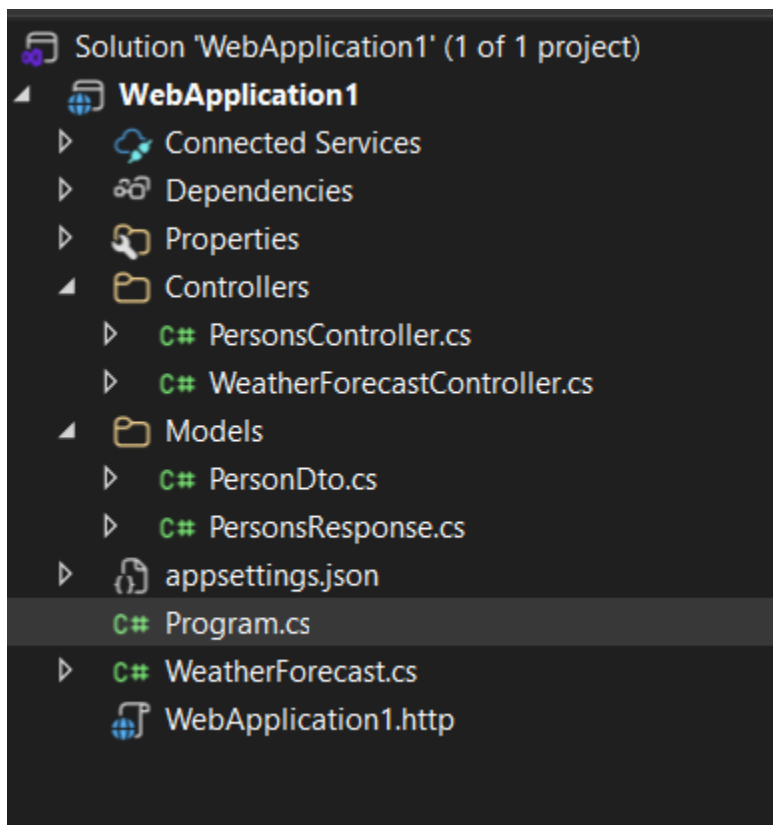 Solution 'WebApplication1' (1 of 1 project)
WebApplication1
Connected Services
Dependencies
Properties
Controllers
C# PersonsController.cs
C# WeatherForecastController.cs
Models
C# PersonDto.cs
C# PersonsResponse.cs
appsettings.json
C# Program.cs
C# WeatherForecast.cs
WebApplication1.http